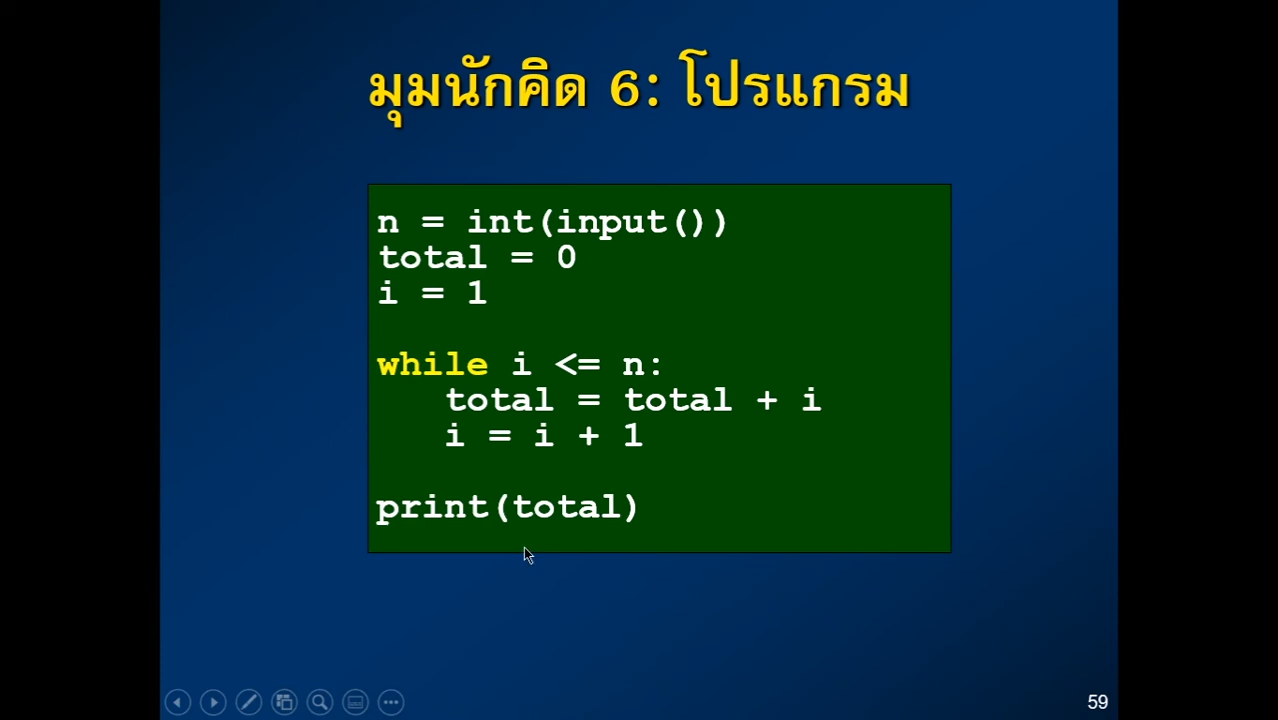 มุมนักคิด 6: โปรแกรม
n = int(input())
total = 0
i = 1
while i <= n:
    total = total + i
    i = i + 1
print(total)
59